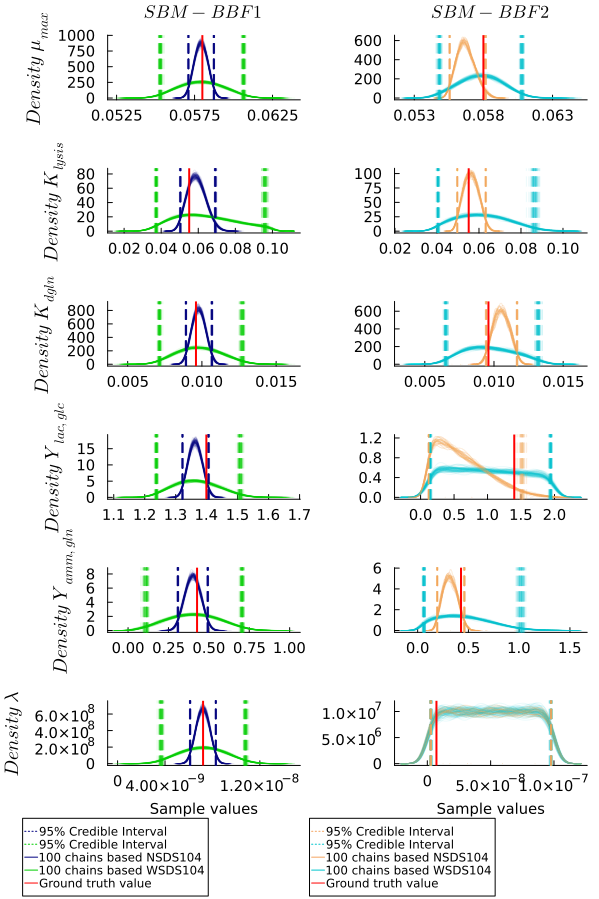 SBM − BBF1 SBM − BBF2
Density μmax
1000
750
500
250
0
0.0525 0.0575 0.0625
600
400
200
0
0.053 0.058 0.063
Density Klysis
80
60
40
20
0
0.02 0.04 0.06 0.08 0.10
100
75
50
25
0
0.02 0.04 0.06 0.08 0.10
Density Kdgln
800
600
400
200
0
0.005 0.010 0.015
600
400
200
0
0.005 0.010 0.015
Density Ylac, glc
15
10
5
0
1.1 1.2 1.3 1.4 1.5 1.6 1.7
1.2
0.8
0.4
0.0
0.0 0.5 1.0 1.5 2.0
Density Yamm, gln
8
6
4
2
0
0.00 0.25 0.50 0.75 1.00
6
4
2
0
0.0 0.5 1.0 1.5
Density λ
6.0×10⁸
4.0×10⁸
2.0×10⁸
0
0 4.00×10⁻⁹ 1.20×10⁻⁸
1.0×10⁷
5.0×10⁶
0
0 5.0×10⁻⁸ 1.0×10⁻⁷
Sample values Sample values
95% Credible Interval
95% Credible Interval
100 chains based NSDS104
100 chains based WSDS104
Ground truth value
95% Credible Interval
95% Credible Interval
100 chains based NSDS104
100 chains based WSDS104
Ground truth value